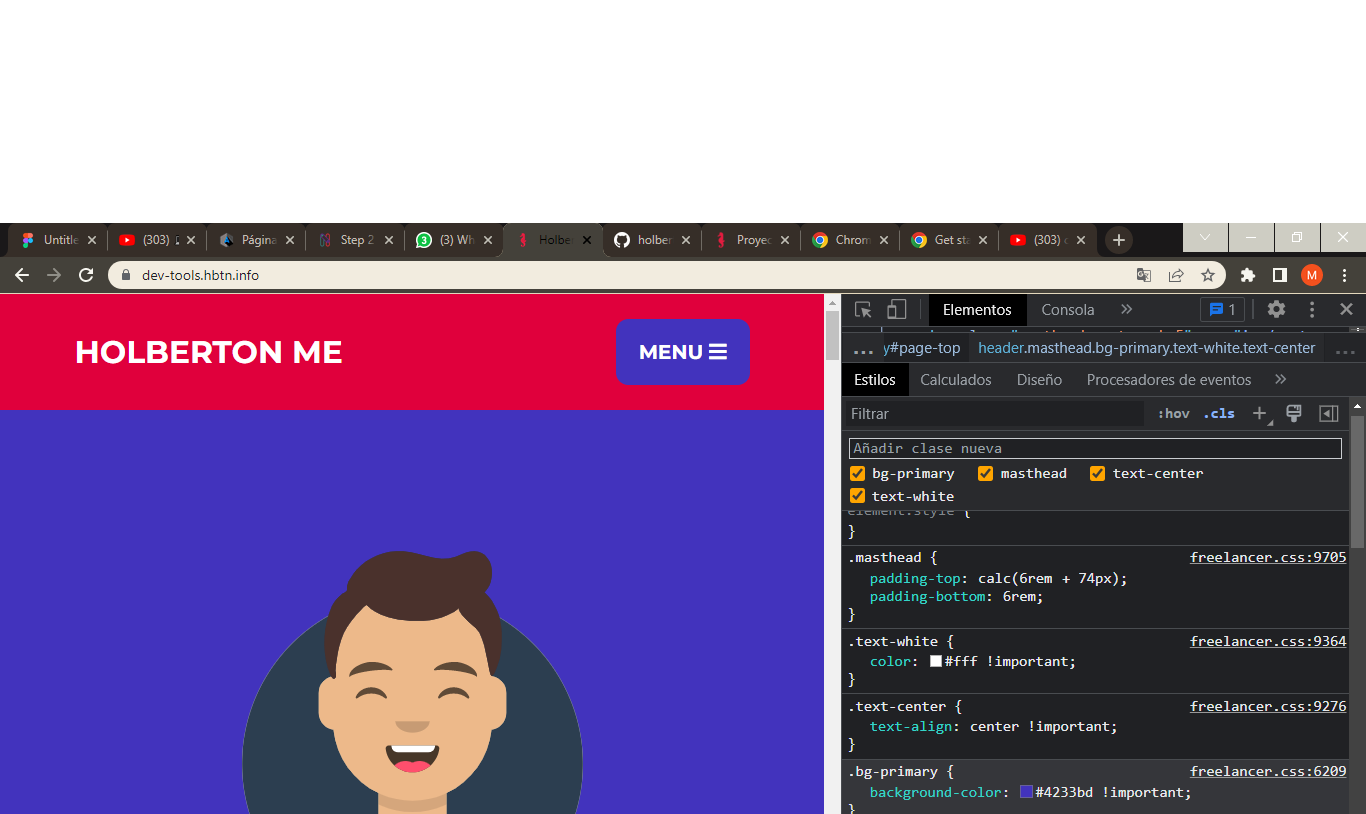 Untitle (303) Página Step 2 3 (3) Wh Holbe holber Proyec Chrom Get sta (303)
dev-tools.hbtn.info M
HOLBERTON ME
MENU
Elementos Consola 1
... y#page-top header.masthead.bg-primary.text-white.text-center ...
Estilos Calculados Diseño Procesadores de eventos
Filtrar :hov .cls
Añadir clase nueva
bg-primary masthead text-center
text-white
element.style {
}
.masthead { freelancer.css:9705
padding-top: calc(6rem + 74px);
padding-bottom: 6rem;
}
.text-white { freelancer.css:9364
color: #fff !important;
}
.text-center { freelancer.css:9276
text-align: center !important;
}
.bg-primary { freelancer.css:6209
background-color: #4233bd !important;
}